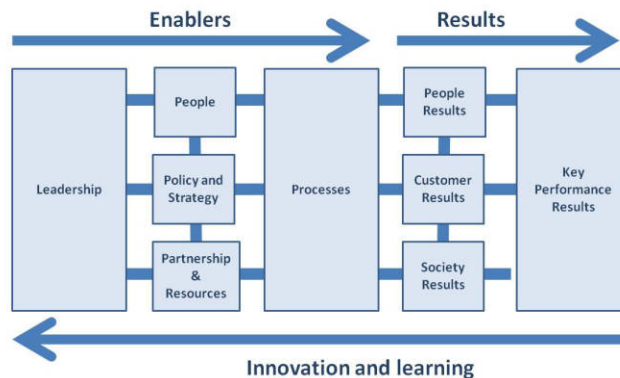 Enablers
Results
Leadership
People
Policy and
Strategy
Partnership
&
Resources
Processes
People
Results
Customer
Results
Society
Results
Key
Performance
Results
Innovation and learning